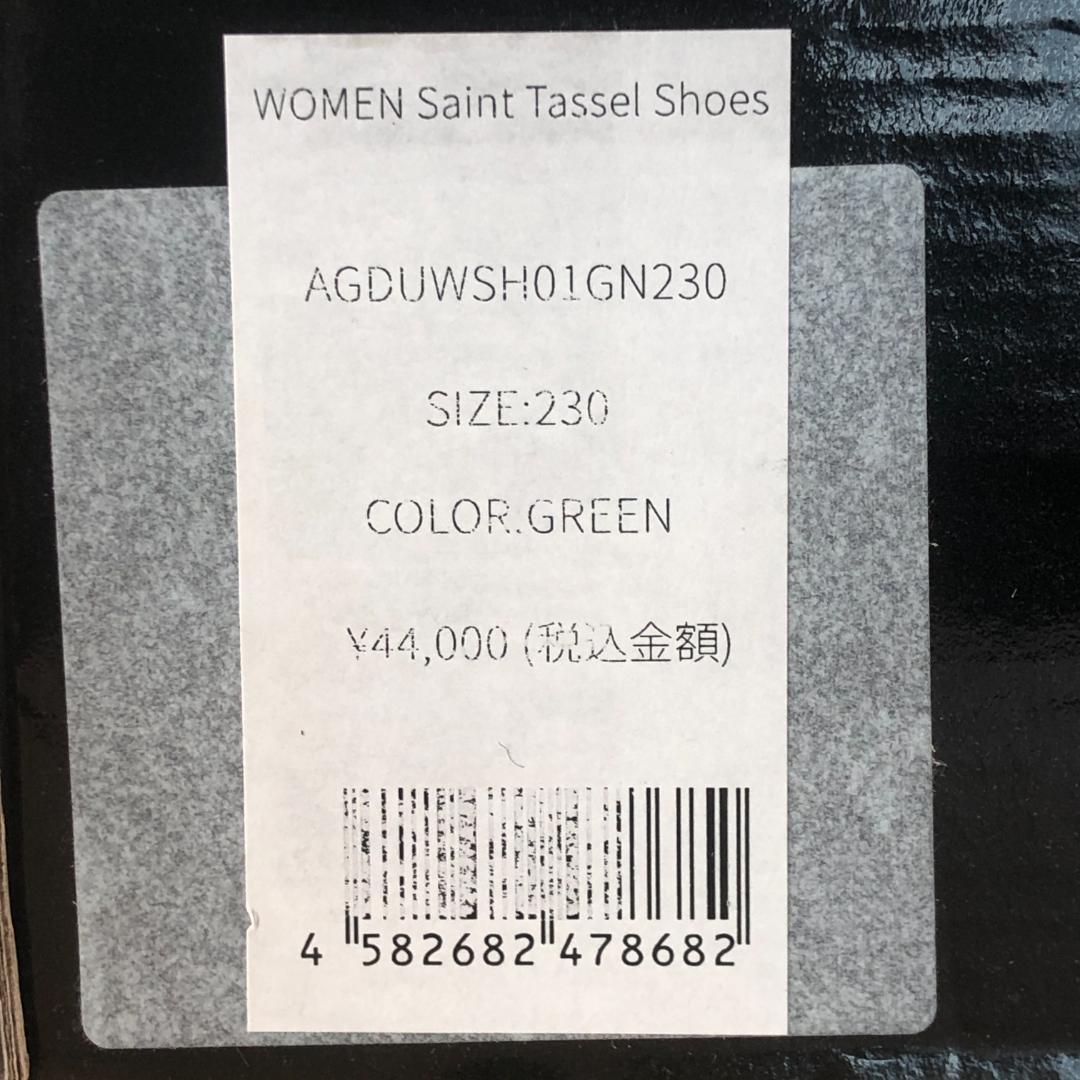 WOMEN Saint Tassel Shoes
AGDUWSH01GN230
SIZE:230
COLOR:GREEN
¥44,000 (税込金額)
4 582682 478682